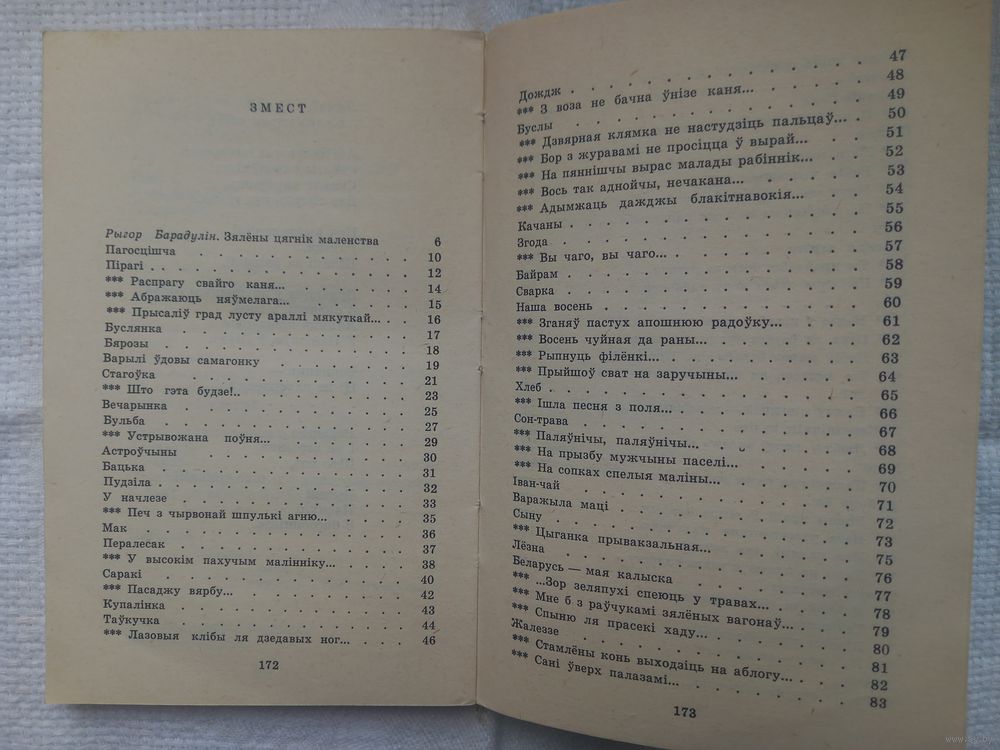 ЗМЕСТ
Рыгор Барадулін. Зялёны цягнік маленства 6
Пагосцішча . . . . . . . . . . 10
Пірагі . . . . . . . . . . . 12
*** Распрагу свайго каня... . . . . . . 14
*** Абражаюць няўмелага... . . . . . . 15
*** Прысаліў град лусту араллі мякуткай... . . 16
Буслянка . . . . . . . . . . 17
Бярозы . . . . . . . . . . . 18
Варылі ўдовы самагонку . . . . . . 19
Стагоўка . . . . . . . . . . 21
*** Што гэта будзе!.. . . . . . . . 23
Вечарынка . . . . . . . . . . 25
Бульба . . . . . . . . . . . 27
*** Устрывожана поўня... . . . . . . 29
Астроўчыны . . . . . . . . . 30
Бацька . . . . . . . . . . . 31
Пудзіла . . . . . . . . . . . 32
У начлезе . . . . . . . . . . 33
*** Печ з чырвонай шпулькі агню... . . . . 35
Мак . . . . . . . . . . . . 36
Пералесак . . . . . . . . . . 37
*** У высокім пахучым малінніку... . . . . 38
Саракі . . . . . . . . . . . 40
*** Пасаджу вярбу... . . . . . . . . 42
Купалінка . . . . . . . . . . 43
Таўкучка . . . . . . . . . . 44
*** Лазовыя клібы ля дзедавых ног... . . . 46
172
Дождж . . . . . . . . . . . 47
*** З воза не бачна ўнізе каня... . . . . 48
Буслы . . . . . . . . . . . 49
*** Дзвярная клямка не настудзіць пальцаў... . 50
*** Бор з журавамі не просіцца ў вырай... . . 51
*** На пяннішчы вырас малады рабіннік... . . 52
*** Вось так аднойчы, нечакана... . . . . 53
*** Адымжаць дажджы блакітнавокія... . . . 54
Качаны . . . . . . . . . . . 55
Згода . . . . . . . . . . . 56
*** Вы чаго, вы чаго... . . . . . . . 57
Байрам . . . . . . . . . . . 58
Сварка . . . . . . . . . . . 59
Наша восень . . . . . . . . . 60
*** Зганяў пастух апошнюю радоўку... . . . 61
*** Восень чуйная да раны... . . . . . 62
*** Рыпнуць філёнкі... . . . . . . . 63
*** Прыйшоў сват на заручыны... . . . . 64
Хлеб . . . . . . . . . . . . 65
*** Ішла песня з поля... . . . . . . . 66
Сон-трава . . . . . . . . . . 67
*** Паляўнічы, паляўнічы... . . . . . . 68
*** На прызбу мужчыны паселі... . . . . 69
*** На сопках спелыя маліны... . . . . . 70
Іван-чай . . . . . . . . . . 71
Варажыла маці . . . . . . . . 72
Сыну . . . . . . . . . . . . 73
*** Цыганка прывакзальная... . . . . . 75
Лёзна . . . . . . . . . . . 76
Беларусь — мая калыска . . . . . . 77
*** ...Зор зеляпухі спеюць у травах... . . . 78
*** Мне б з раўчукамі зялёных вагонаў... . . 79
*** Спыню ля прасекі хаду... . . . . . 80
Жалеззе . . . . . . . . . . 81
*** Стамлёны конь выходзіць на аблогу... . . 82
*** Сані ўверх палазамі... . . . . . . 83
173